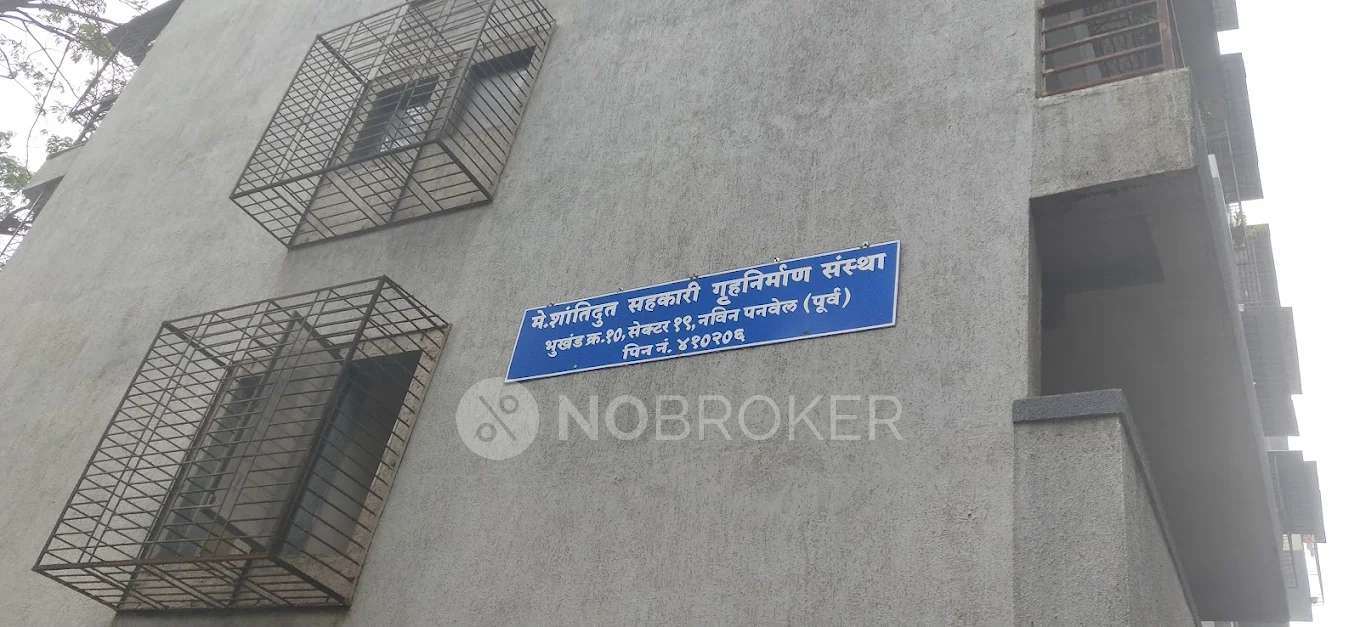 मे.शांतिदुत सहकारी गृहनिर्माण संस्था
भुखंड क्र.१०, सेक्टर १९, नविन पनवेल (पूर्व)
पिन नं. ४१०२०६
NOBROKER